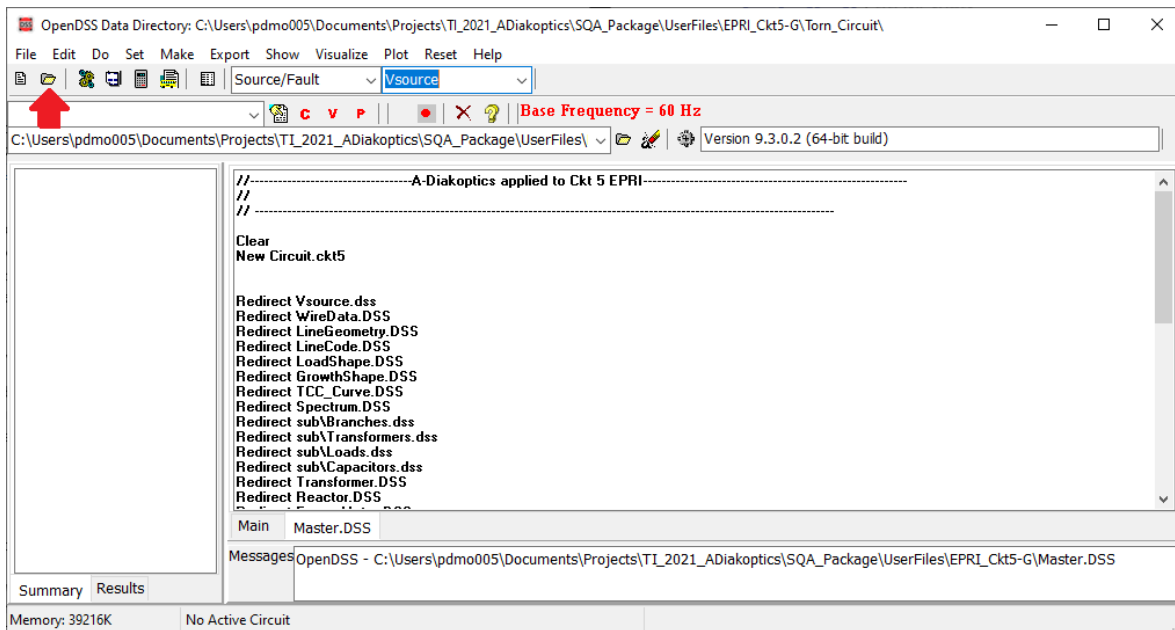 OpenDSS Data Directory: C:\Users\pdmo005\Documents\Projects\TI_2021_ADiakoptics\SQA_Package\UserFiles\EPRI_Ckt5-G\Torn_Circuit\
File Edit Do Set Make Export Show Visualize Plot Reset Help
Source/Fault Vsource
C V P Base Frequency = 60 Hz
C:\Users\pdmo005\Documents\Projects\TI_2021_ADiakoptics\SQA_Package\UserFiles\ Version 9.3.0.2 (64-bit build)
//----------------------------------A-Diakoptics applied to Ckt 5 EPRI--------------------------------------------------------
//
// --------------------------------------------------------------------------------------------------------------------------
Clear
New Circuit.ckt5
Redirect Vsource.dss
Redirect WireData.DSS
Redirect LineGeometry.DSS
Redirect LineCode.DSS
Redirect LoadShape.DSS
Redirect GrowthShape.DSS
Redirect TCC_Curve.DSS
Redirect Spectrum.DSS
Redirect sub\Branches.dss
Redirect sub\Transformers.dss
Redirect sub\Loads.dss
Redirect sub\Capacitors.dss
Redirect Transformer.DSS
Redirect Reactor.DSS
Main Master.DSS
Messages OpenDSS - C:\Users\pdmo005\Documents\Projects\TI_2021_ADiakoptics\SQA_Package\UserFiles\EPRI_Ckt5-G\Master.DSS
Summary Results
Memory: 39216K No Active Circuit